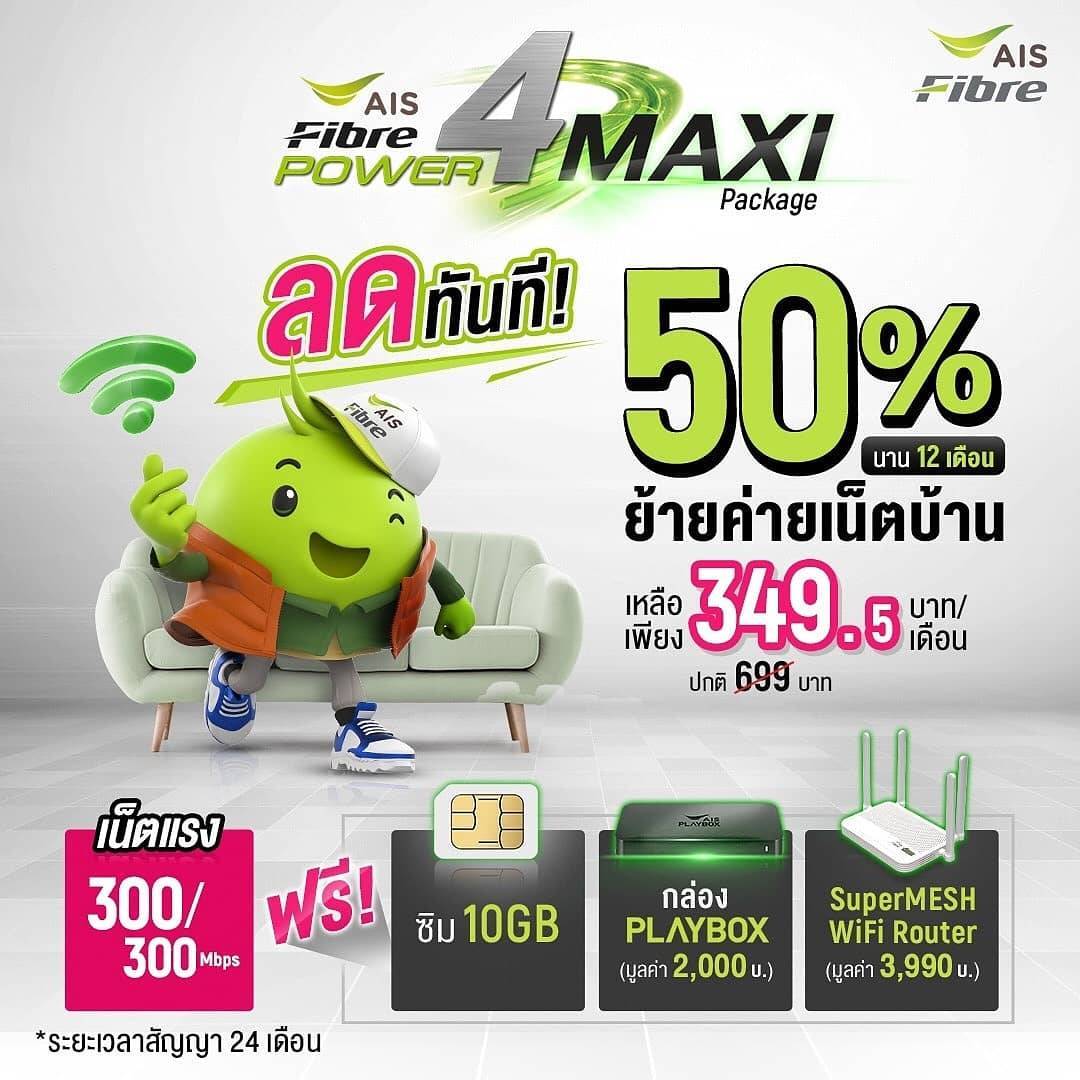 AIS
Fibre
POWER 4 MAXI
Package
AIS
Fibre
ลดทันที!
50%
นาน 12 เดือน
ย้ายค่ายเน็ตบ้าน
เหลือเพียง 349.5 บาท/เดือน
ปกติ 699 บาท
AIS
Fibre
เน็ตแรง
300/
300 Mbps
ฟรี!
ซิม 10GB
AIS
PLAYBOX
กล่อง
PLAYBOX
(มูลค่า 2,000 บ.)
SuperMESH
WiFi Router
(มูลค่า 3,990 บ.)
*ระยะเวลาสัญญา 24 เดือน